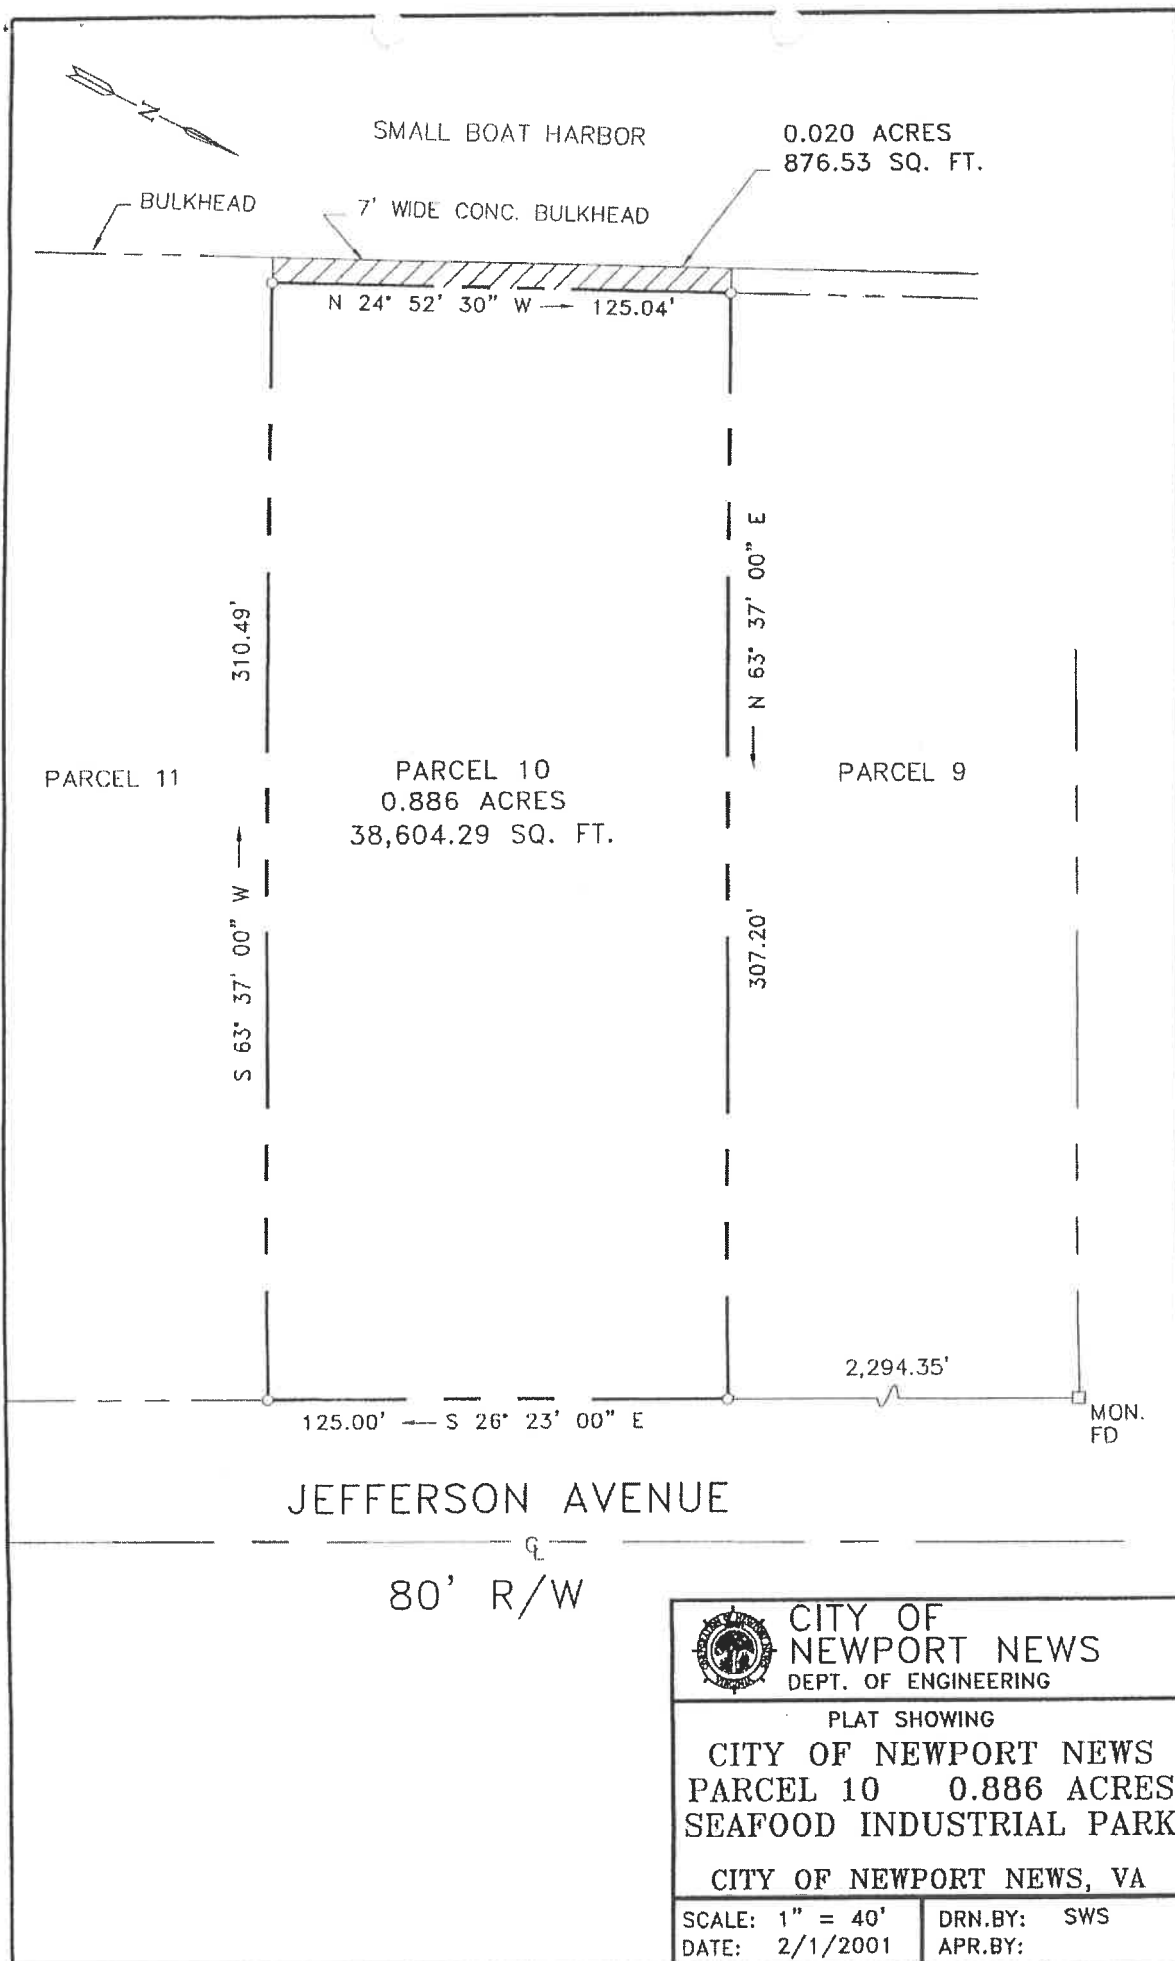 N
SMALL BOAT HARBOR
0.020 ACRES
876.53 SQ. FT.
BULKHEAD
7' WIDE CONC. BULKHEAD
N 24° 52' 30" W 125.04'
310.49'
S 63° 37' 00" W
N 63° 37' 00" E
307.20'
PARCEL 11
PARCEL 10
0.886 ACRES
38,604.29 SQ. FT.
PARCEL 9
2,294.35'
MON.
FD
125.00' S 26° 23' 00" E
JEFFERSON AVENUE
CL
80' R/W
CITY OF
NEWPORT NEWS
DEPT. OF ENGINEERING
PLAT SHOWING
CITY OF NEWPORT NEWS
PARCEL 10 0.886 ACRES
SEAFOOD INDUSTRIAL PARK
CITY OF NEWPORT NEWS, VA
SCALE: 1" = 40'
DATE: 2/1/2001
DRN.BY: SWS
APR.BY: